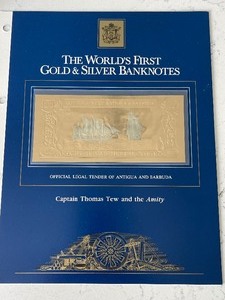 THE WORLD'S FIRST
GOLD & SILVER BANKNOTES
OFFICIAL LEGAL TENDER OF ANTIGUA AND BARBUDA
Captain Thomas Tew and the Amity